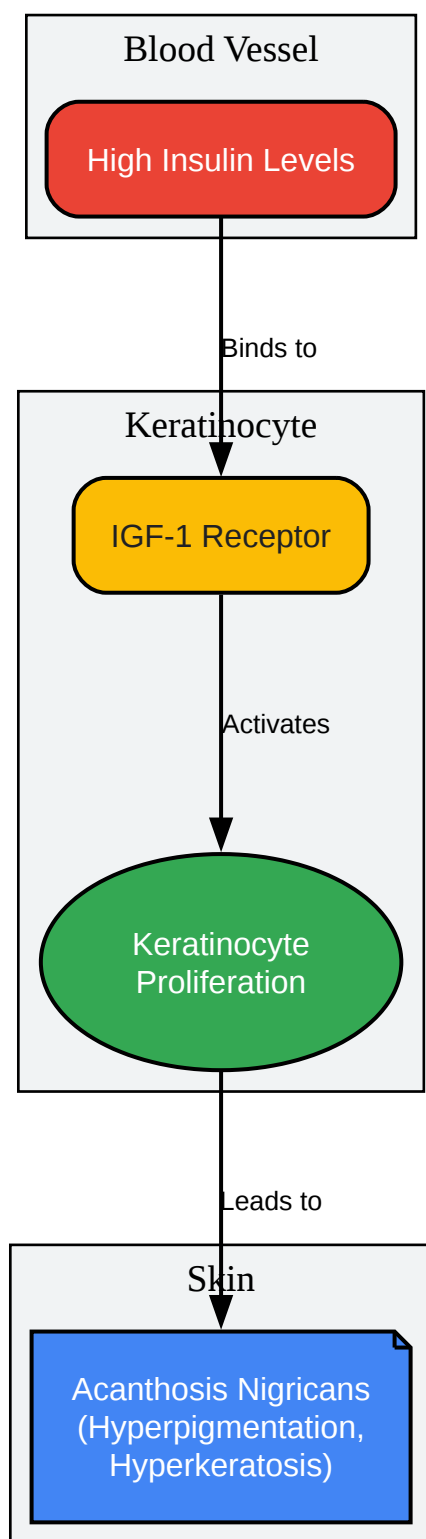 Blood Vessel
High Insulin Levels
Binds to
Keratinocyte
IGF-1 Receptor
Activates
Keratinocyte
Proliferation
Leads to
Skin
Acanthosis Nigricans
(Hyperpigmentation,
Hyperkeratosis)